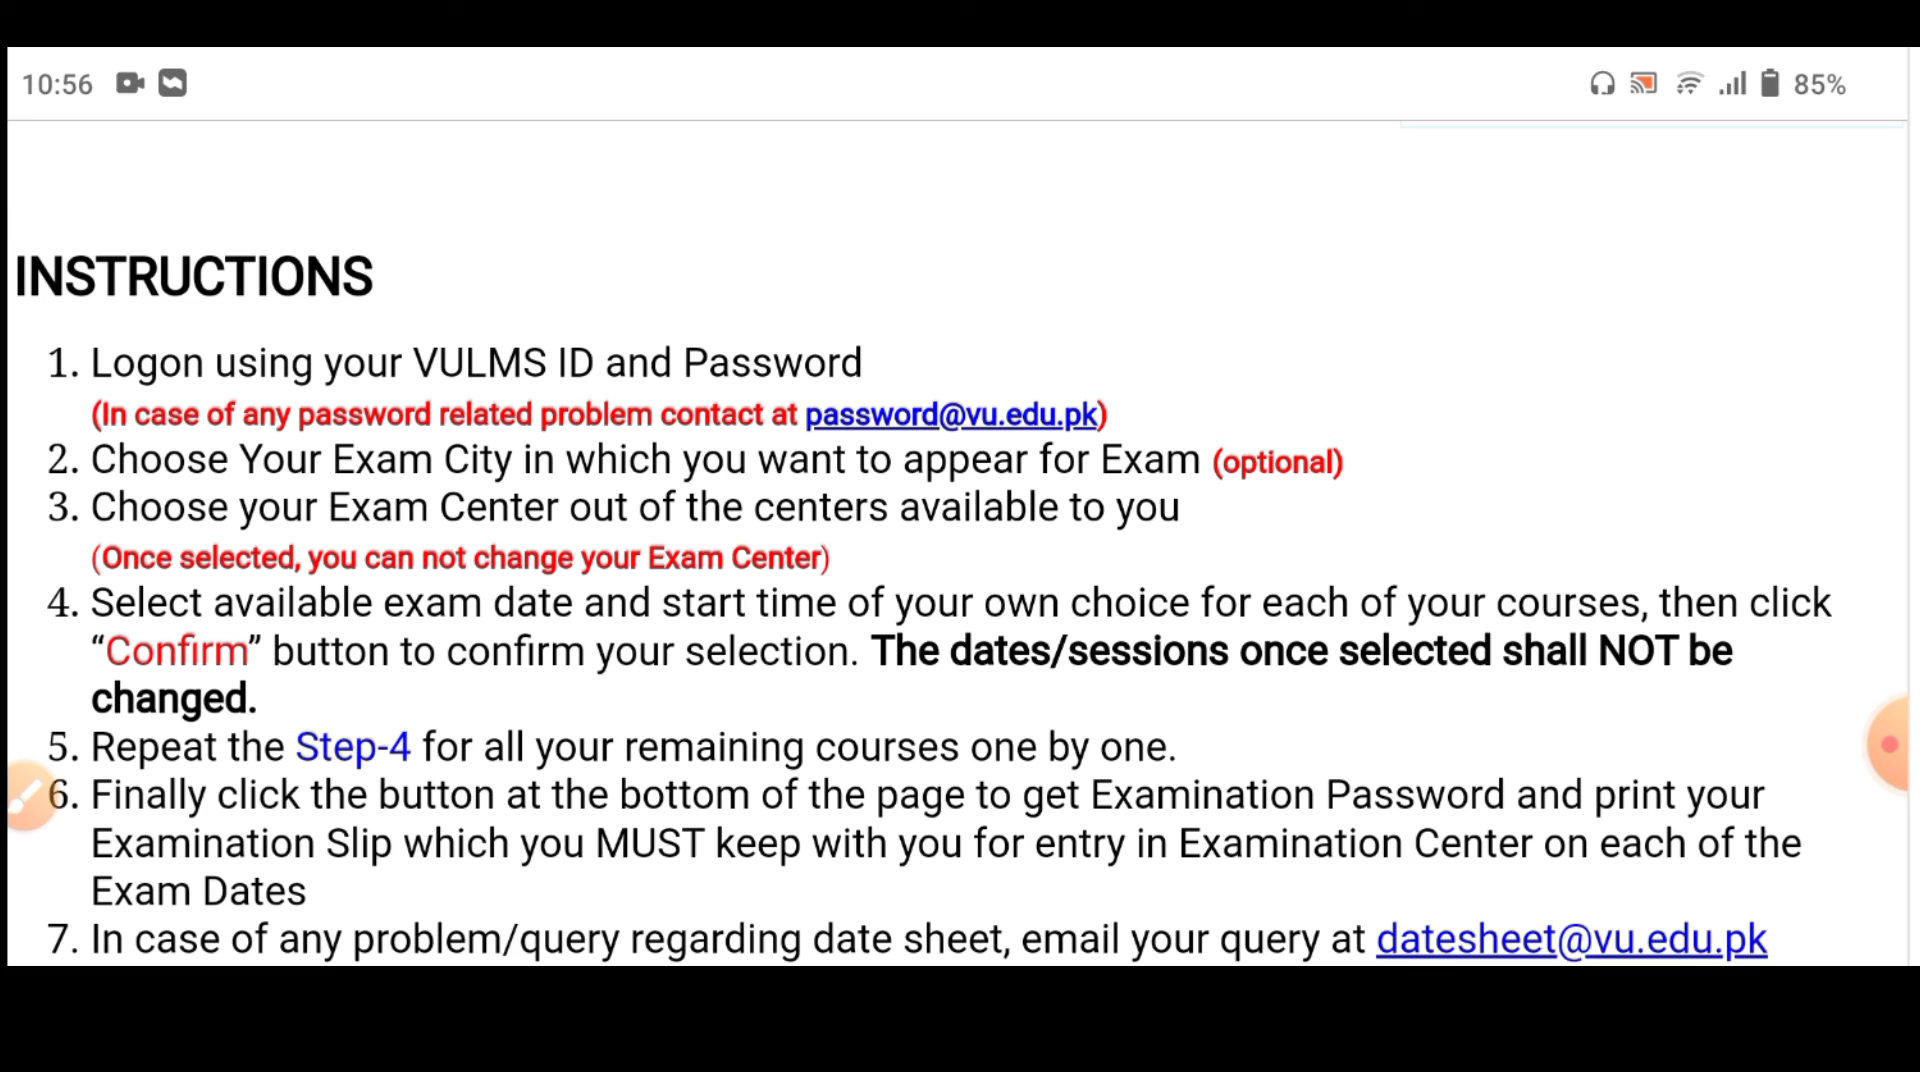 10:56 85%
INSTRUCTIONS
1. Logon using your VULMS ID and Password
(In case of any password related problem contact at password@vu.edu.pk)
2. Choose Your Exam City in which you want to appear for Exam (optional)
3. Choose your Exam Center out of the centers available to you
(Once selected, you can not change your Exam Center)
4. Select available exam date and start time of your own choice for each of your courses, then click
“Confirm” button to confirm your selection. The dates/sessions once selected shall NOT be
changed.
5. Repeat the Step-4 for all your remaining courses one by one.
6. Finally click the button at the bottom of the page to get Examination Password and print your
Examination Slip which you MUST keep with you for entry in Examination Center on each of the
Exam Dates
7. In case of any problem/query regarding date sheet, email your query at datesheet@vu.edu.pk